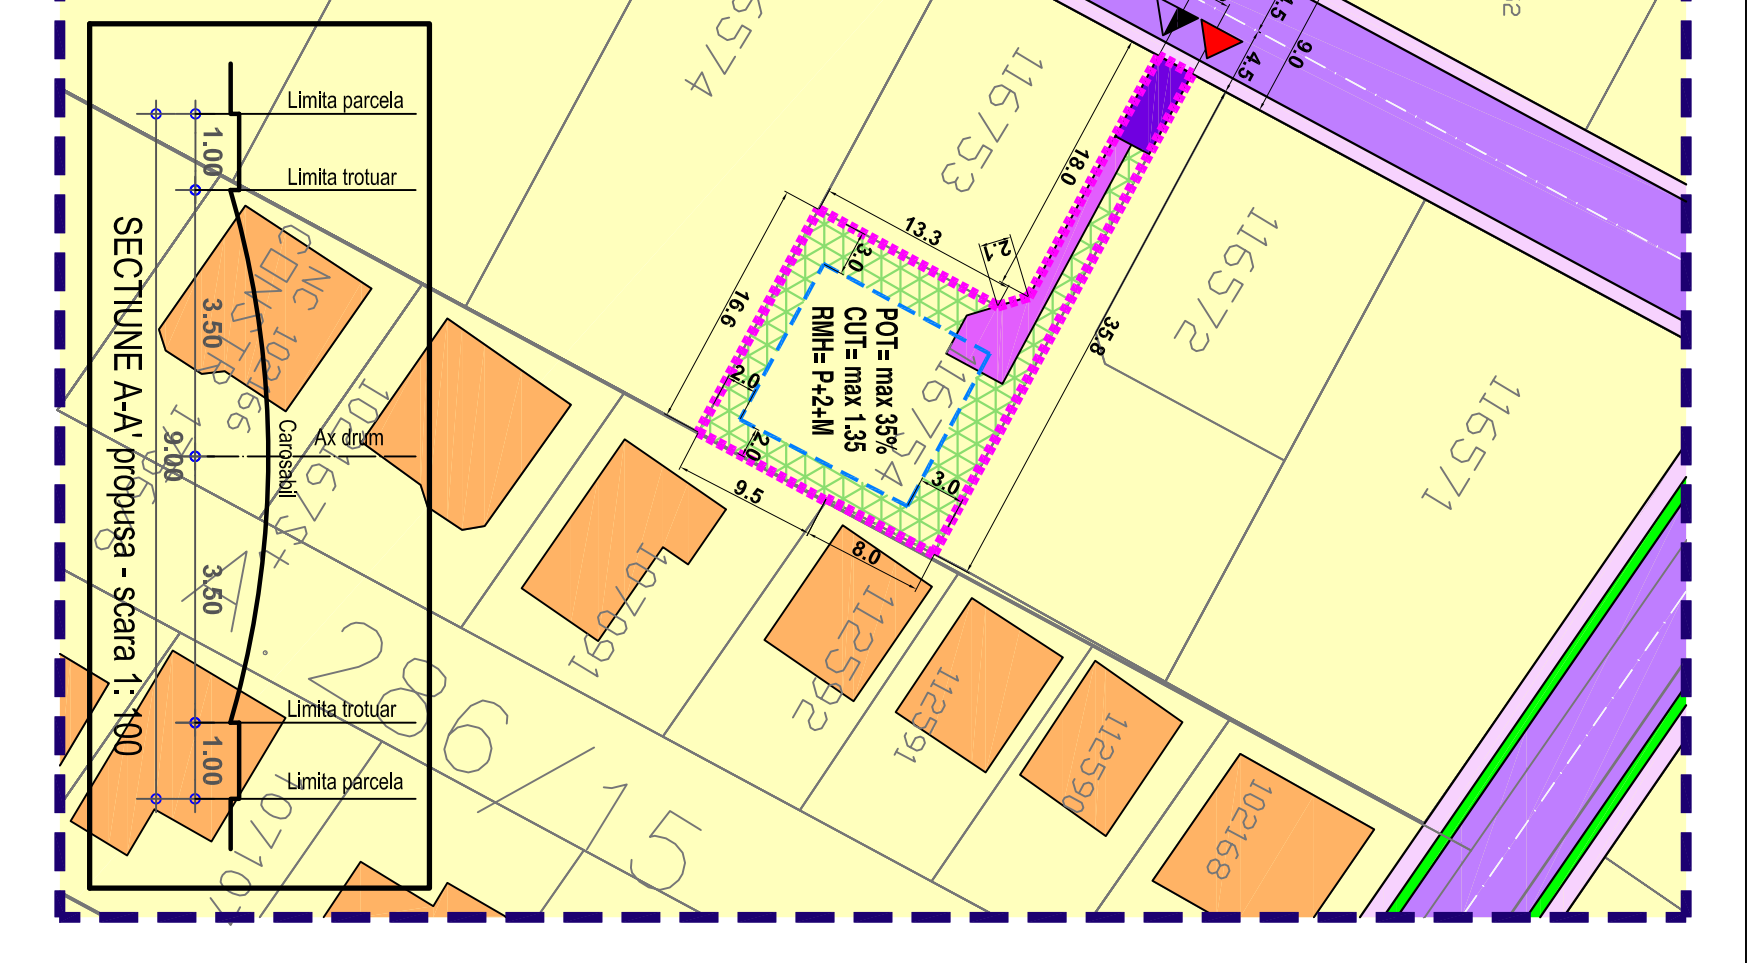 SECTIUNE A-A' propusa - scara 1: 100
Limita parcela
1.00
Limita trotuar
3.50
Ax drum
Carosabil
9.00
3.50
Limita trotuar
1.00
Limita parcela
116753
116572
116571
116754
POT= max 35%
CUT= max 1.35
RMH= P+2+M
13.3
3.0
2.1
18.0
35.8
16.6
2.0
2.0
9.5
8.0
3.0
4.5
9.0
107091
112592
112591
112590
102168
286/15